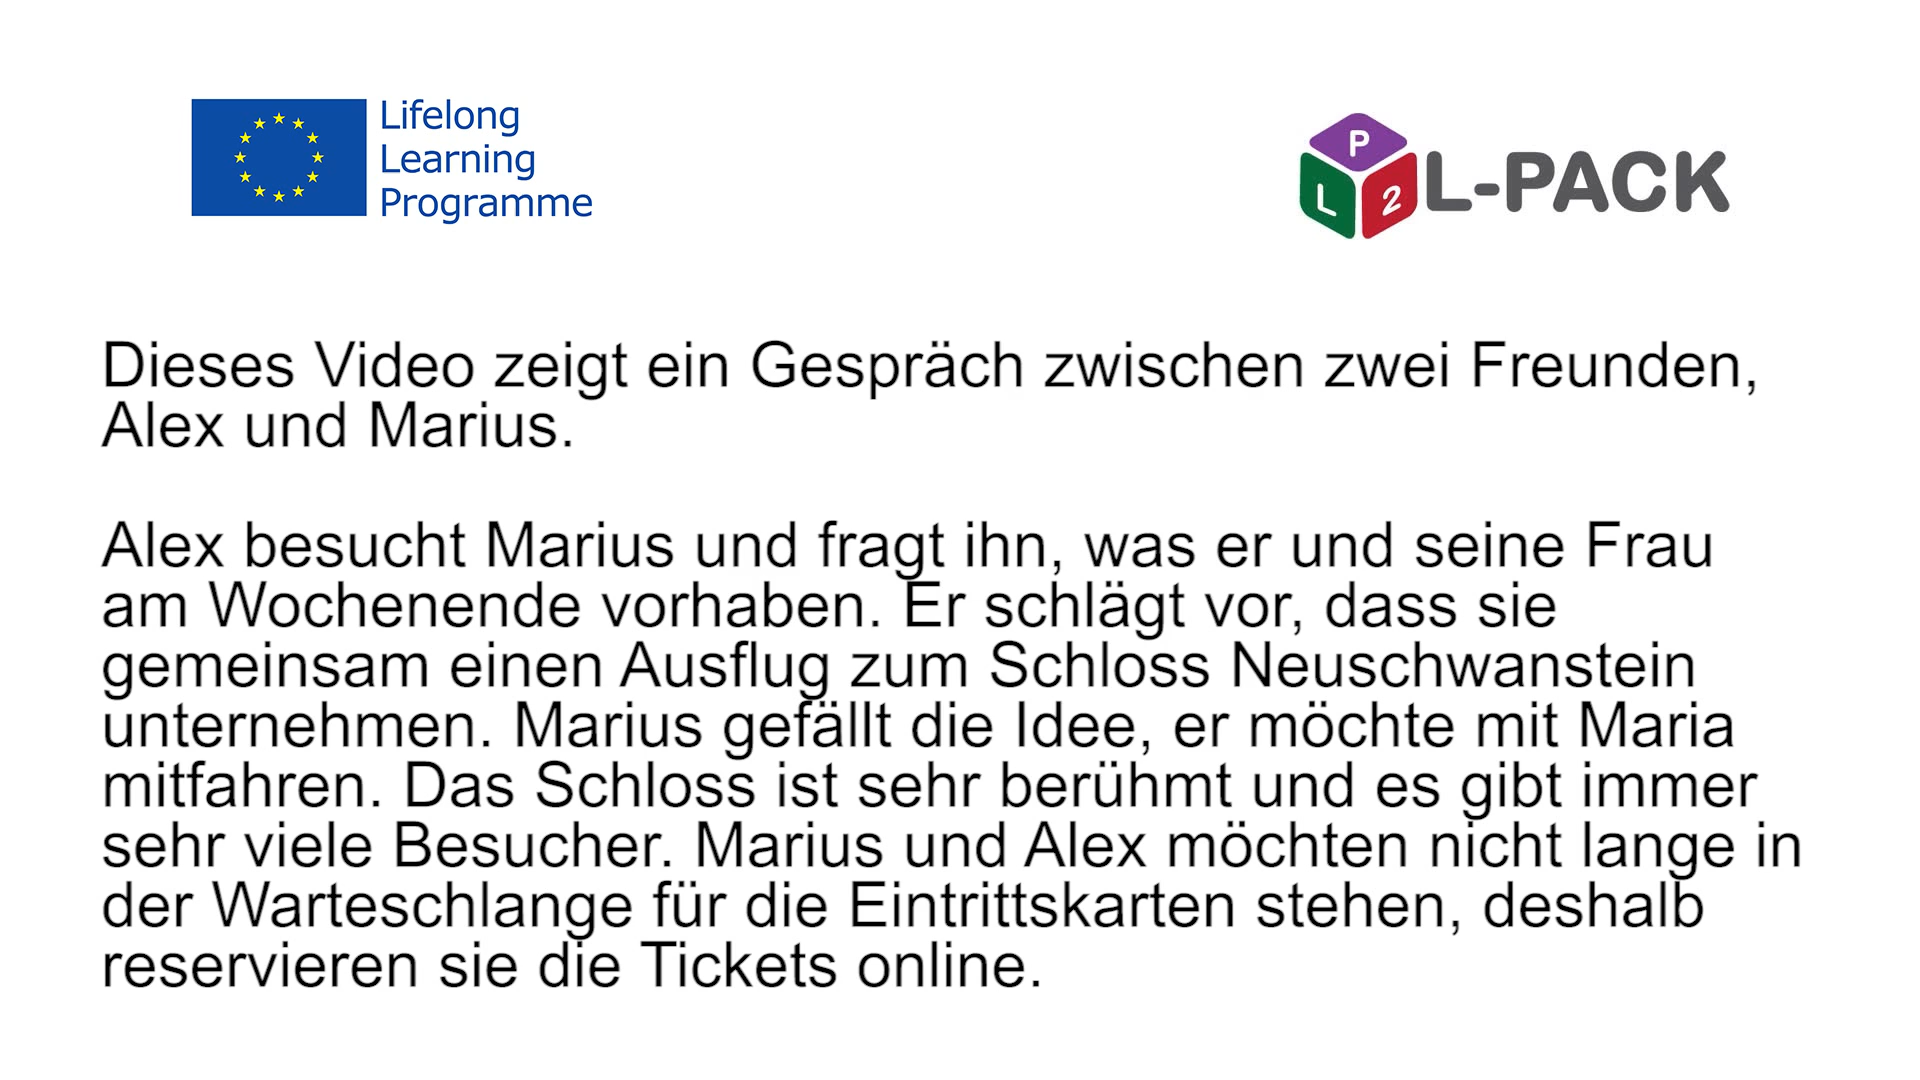 Lifelong
Learning
Programme
P
L
2
L-PACK
Dieses Video zeigt ein Gespräch zwischen zwei Freunden,
Alex und Marius.
Alex besucht Marius und fragt ihn, was er und seine Frau
am Wochenende vorhaben. Er schlägt vor, dass sie
gemeinsam einen Ausflug zum Schloss Neuschwanstein
unternehmen. Marius gefällt die Idee, er möchte mit Maria
mitfahren. Das Schloss ist sehr berühmt und es gibt immer
sehr viele Besucher. Marius und Alex möchten nicht lange in
der Warteschlange für die Eintrittskarten stehen, deshalb
reservieren sie die Tickets online.